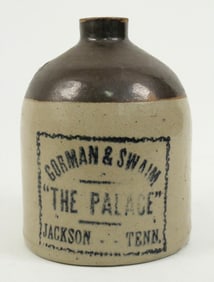 GORMAN & SWAIM
"THE PALACE"
JACKSON TENN.